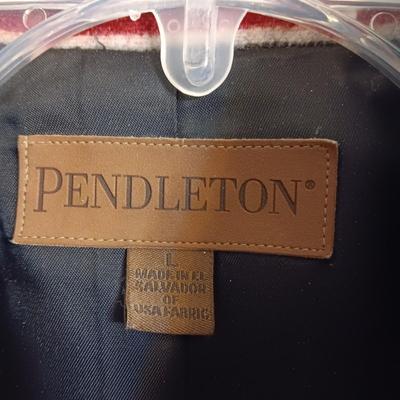 PENDLETON®
L
MADE IN EL
SALVADOR
OF
USA FABRIC